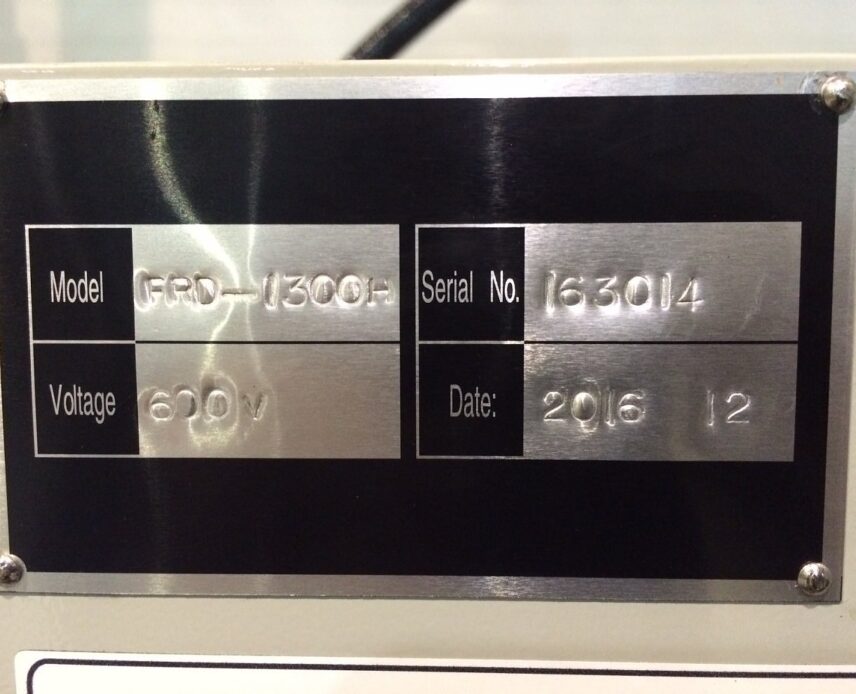 Model FRD-1300H Serial No. 163014
Voltage 600V Date: 2016 12